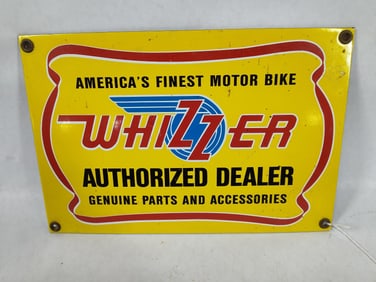 AMERICA'S FINEST MOTOR BIKE
WHIZZER
AUTHORIZED DEALER
GENUINE PARTS AND ACCESSORIES